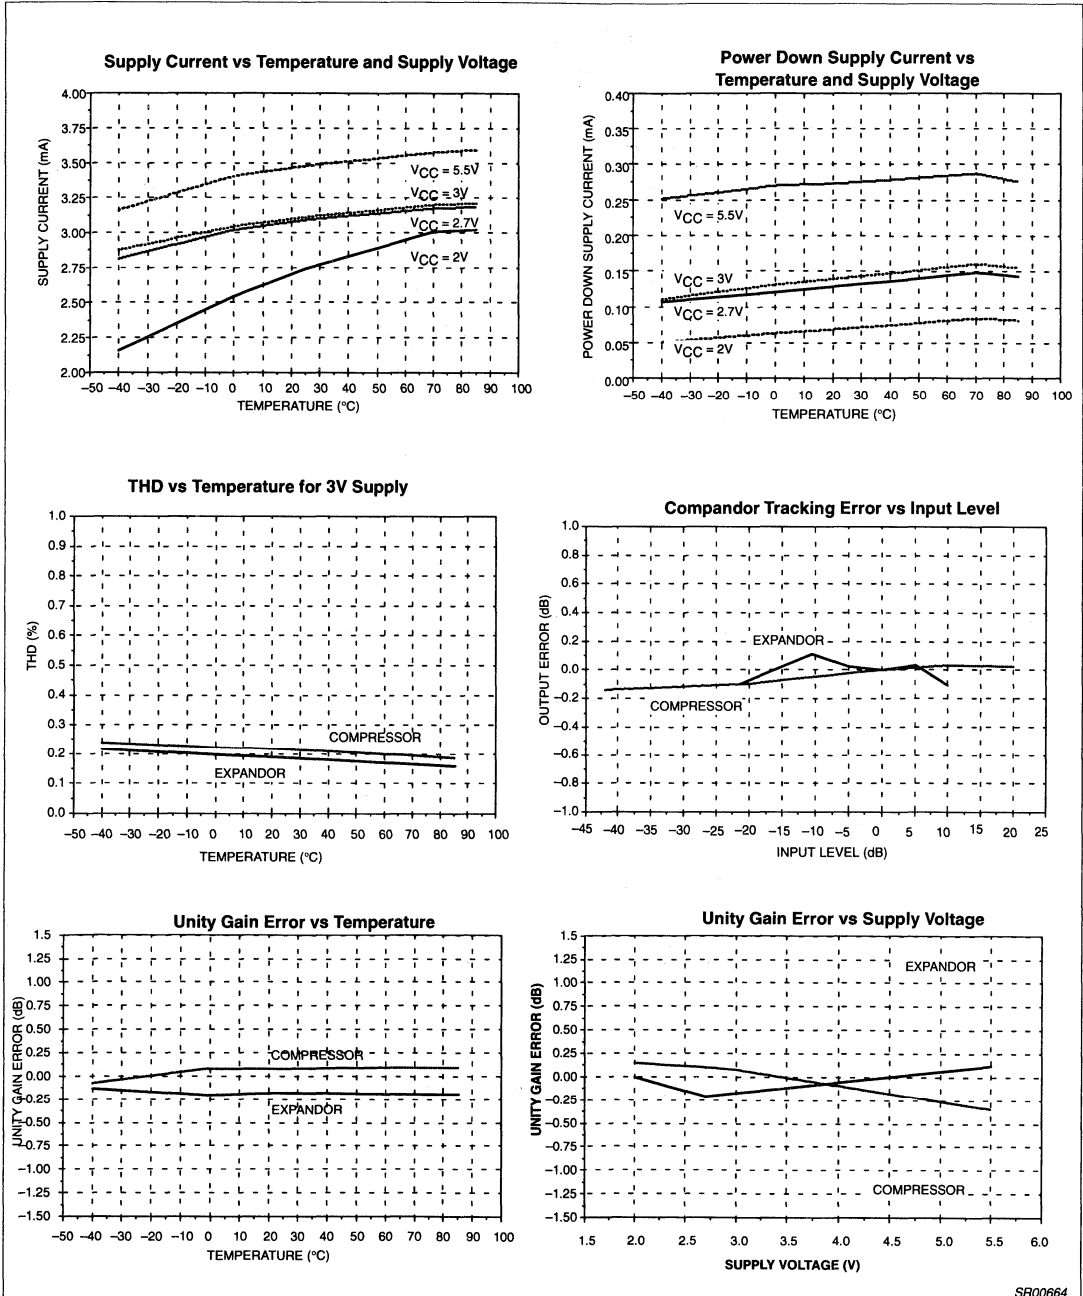 Supply Current vs Temperature and Supply Voltage
4.00
3.75
3.50
3.25
3.00
2.75
2.50
2.25
2.00
SUPPLY CURRENT (mA)
VCC = 5.5V
VCC = 3V
VCC = 2.7V
VCC = 2V
–50 –40 –30 –20 –10 0 10 20 30 40 50 60 70 80 90 100
TEMPERATURE (°C)
Power Down Supply Current vs
Temperature and Supply Voltage
0.40
0.35
0.30
0.25
0.20
0.15
0.10
0.05
0.00
POWER DOWN SUPPLY CURRENT (mA)
VCC = 5.5V
VCC = 3V
VCC = 2.7V
VCC = 2V
–50 –40 –30 –20 –10 0 10 20 30 40 50 60 70 80 90 100
TEMPERATURE (°C)
THD vs Temperature for 3V Supply
1.0
0.9
0.8
0.7
0.6
0.5
0.4
0.3
0.2
0.1
0.0
THD (%)
COMPRESSOR
EXPANDOR
–50 –40 –30 –20 –10 0 10 20 30 40 50 60 70 80 90 100
TEMPERATURE (°C)
Compandor Tracking Error vs Input Level
1.0
0.8
0.6
0.4
0.2
0.0
–0.2
–0.4
–0.6
–0.8
–1.0
OUTPUT ERROR (dB)
EXPANDOR
COMPRESSOR
–45 –40 –35 –30 –25 –20 –15 –10 –5 0 5 10 15 20 25
INPUT LEVEL (dB)
Unity Gain Error vs Temperature
1.5
1.25
1.00
0.75
0.50
0.25
0.00
–0.25
–0.50
–0.75
–1.00
–1.25
–1.50
UNITY GAIN ERROR (dB)
COMPRESSOR
EXPANDOR
–50 –40 –30 –20 –10 0 10 20 30 40 50 60 70 80 90 100
TEMPERATURE (°C)
Unity Gain Error vs Supply Voltage
1.5
1.25
1.00
0.75
0.50
0.25
0.00
–0.25
–0.50
–0.75
–1.00
–1.25
–1.50
UNITY GAIN ERROR (dB)
EXPANDOR
COMPRESSOR
1.5 2.0 2.5 3.0 3.5 4.0 4.5 5.0 5.5 6.0
SUPPLY VOLTAGE (V)
SR00664